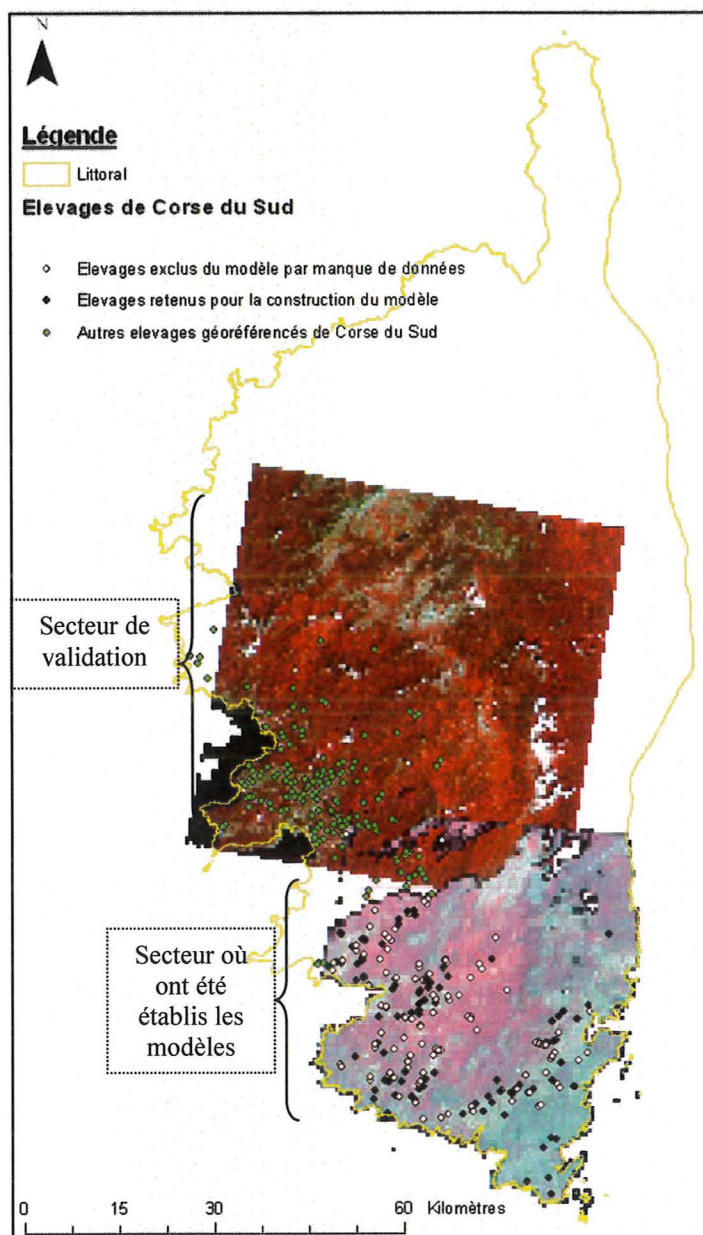 N
Légende
Littoral
Elevages de Corse du Sud
Elevages exclus du modèle par manque de données
Elevages retenus pour la construction du modèle
Autres elevages géoréférencés de Corse du Sud
Secteur de
validation
Secteur où
ont été
établis les
modèles
0 15 30 60 Kilomètres